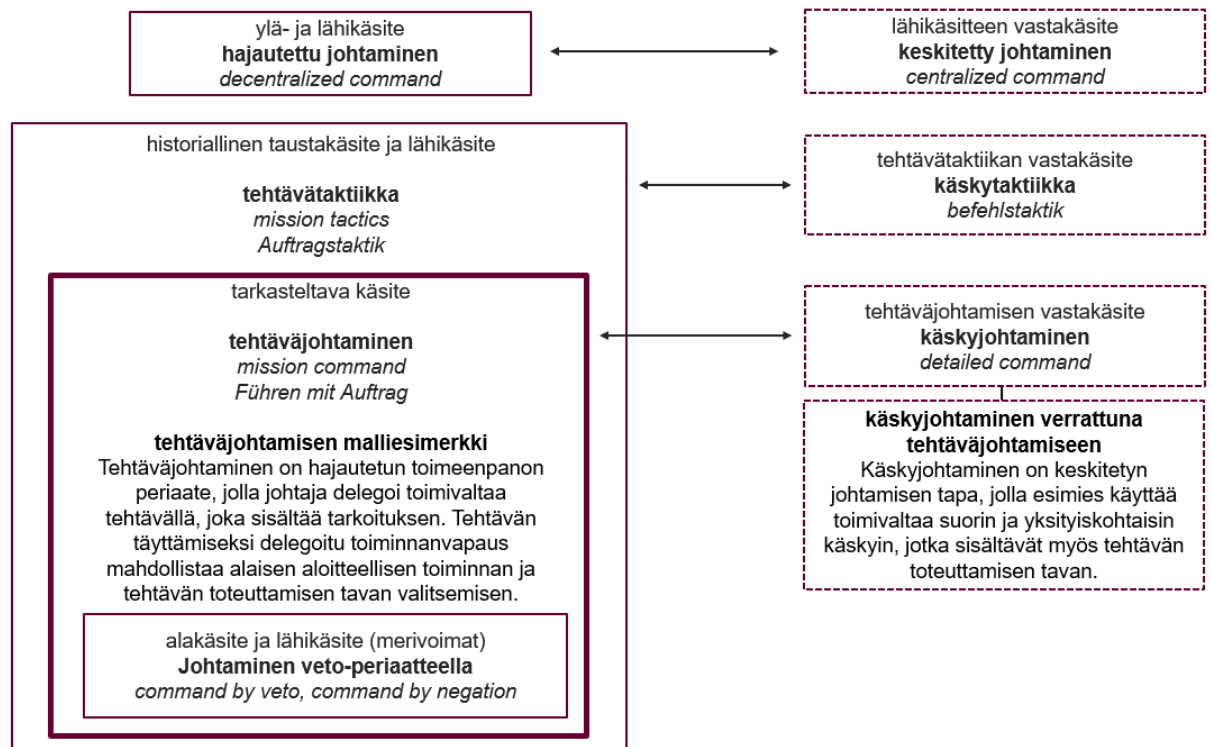 ylä- ja lähikäsite
hajautettu johtaminen
decentralized command
lähikäsitteen vastakäsite
keskitetty johtaminen
centralized command
historiallinen taustakäsite ja lähikäsite
tehtävätaktiikka
mission tactics
Auftragstaktik
tehtävätaktiikan vastakäsite
käskytaktiikka
befehlstaktik
tarkasteltava käsite
tehtäväjohtaminen
mission command
Führen mit Auftrag
tehtäväjohtamisen vastakäsite
käskyjohtaminen
detailed command
tehtäväjohtamisen malliesimerkki
Tehtäväjohtaminen on hajautetun toimeenpanon
periaate, jolla johtaja delegoi toimivaltaa
tehtävällä, joka sisältää tarkoituksen. Tehtävän
täyttämiseksi delegoitu toiminnanvapaus
mahdollistaa alaisen aloitteellisen toiminnan ja
tehtävän toteuttamisen tavan valitsemisen.
käskyjohtaminen verrattuna
tehtäväjohtamiseen
Käskyjohtaminen on keskitetyn
johtamisen tapa, jolla esimies käyttää
toimivaltaa suorin ja yksityiskohtaisin
käskyin, jotka sisältävät myös tehtävän
toteuttamisen tavan.
alakäsite ja lähikäsite (merivoimat)
Johtaminen veto-periaatteella
command by veto, command by negation